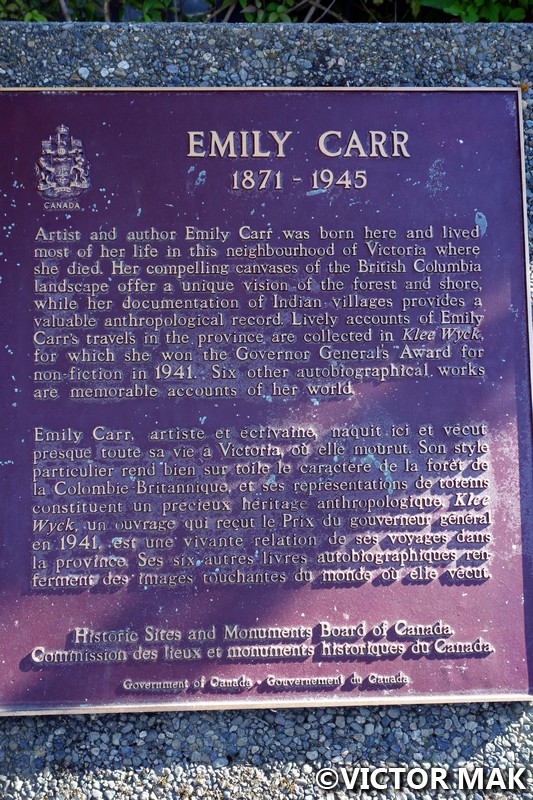 CANADA
EMILY CARR
1871 - 1945
Artist and author Emily Carr was born here and lived
most of her life in this neighbourhood of Victoria where
she died. Her compelling canvases of the British Columbia
landscape offer a unique vision of the forest and shore,
while her documentation of Indian villages provides a
valuable anthropological record. Lively accounts of Emily
Carr's travels in the province are collected in Klee Wyck,
for which she won the Governor General's Award for
non-fiction in 1941. Six other autobiographical works
are memorable accounts of her world.
Emily Carr, artiste et écrivaine, naquit ici et vécut
presque toute sa vie à Victoria, où elle mourut. Son style
particulier rend bien sur toile le caractère de la forêt de
la Colombie-Britannique, et ses représentations de totems
constituent un précieux héritage anthropologique. Klee
Wyck, un ouvrage qui reçut le Prix du gouverneur général
en 1941, est une vivante relation de ses voyages dans
la province. Ses six autres livres autobiographiques ren-
ferment des images touchantes du monde où elle vécut.
Historic Sites and Monuments Board of Canada.
Commission des lieux et monuments historiques du Canada.
Government of Canada - Gouvernement du Canada
©VICTOR MAK